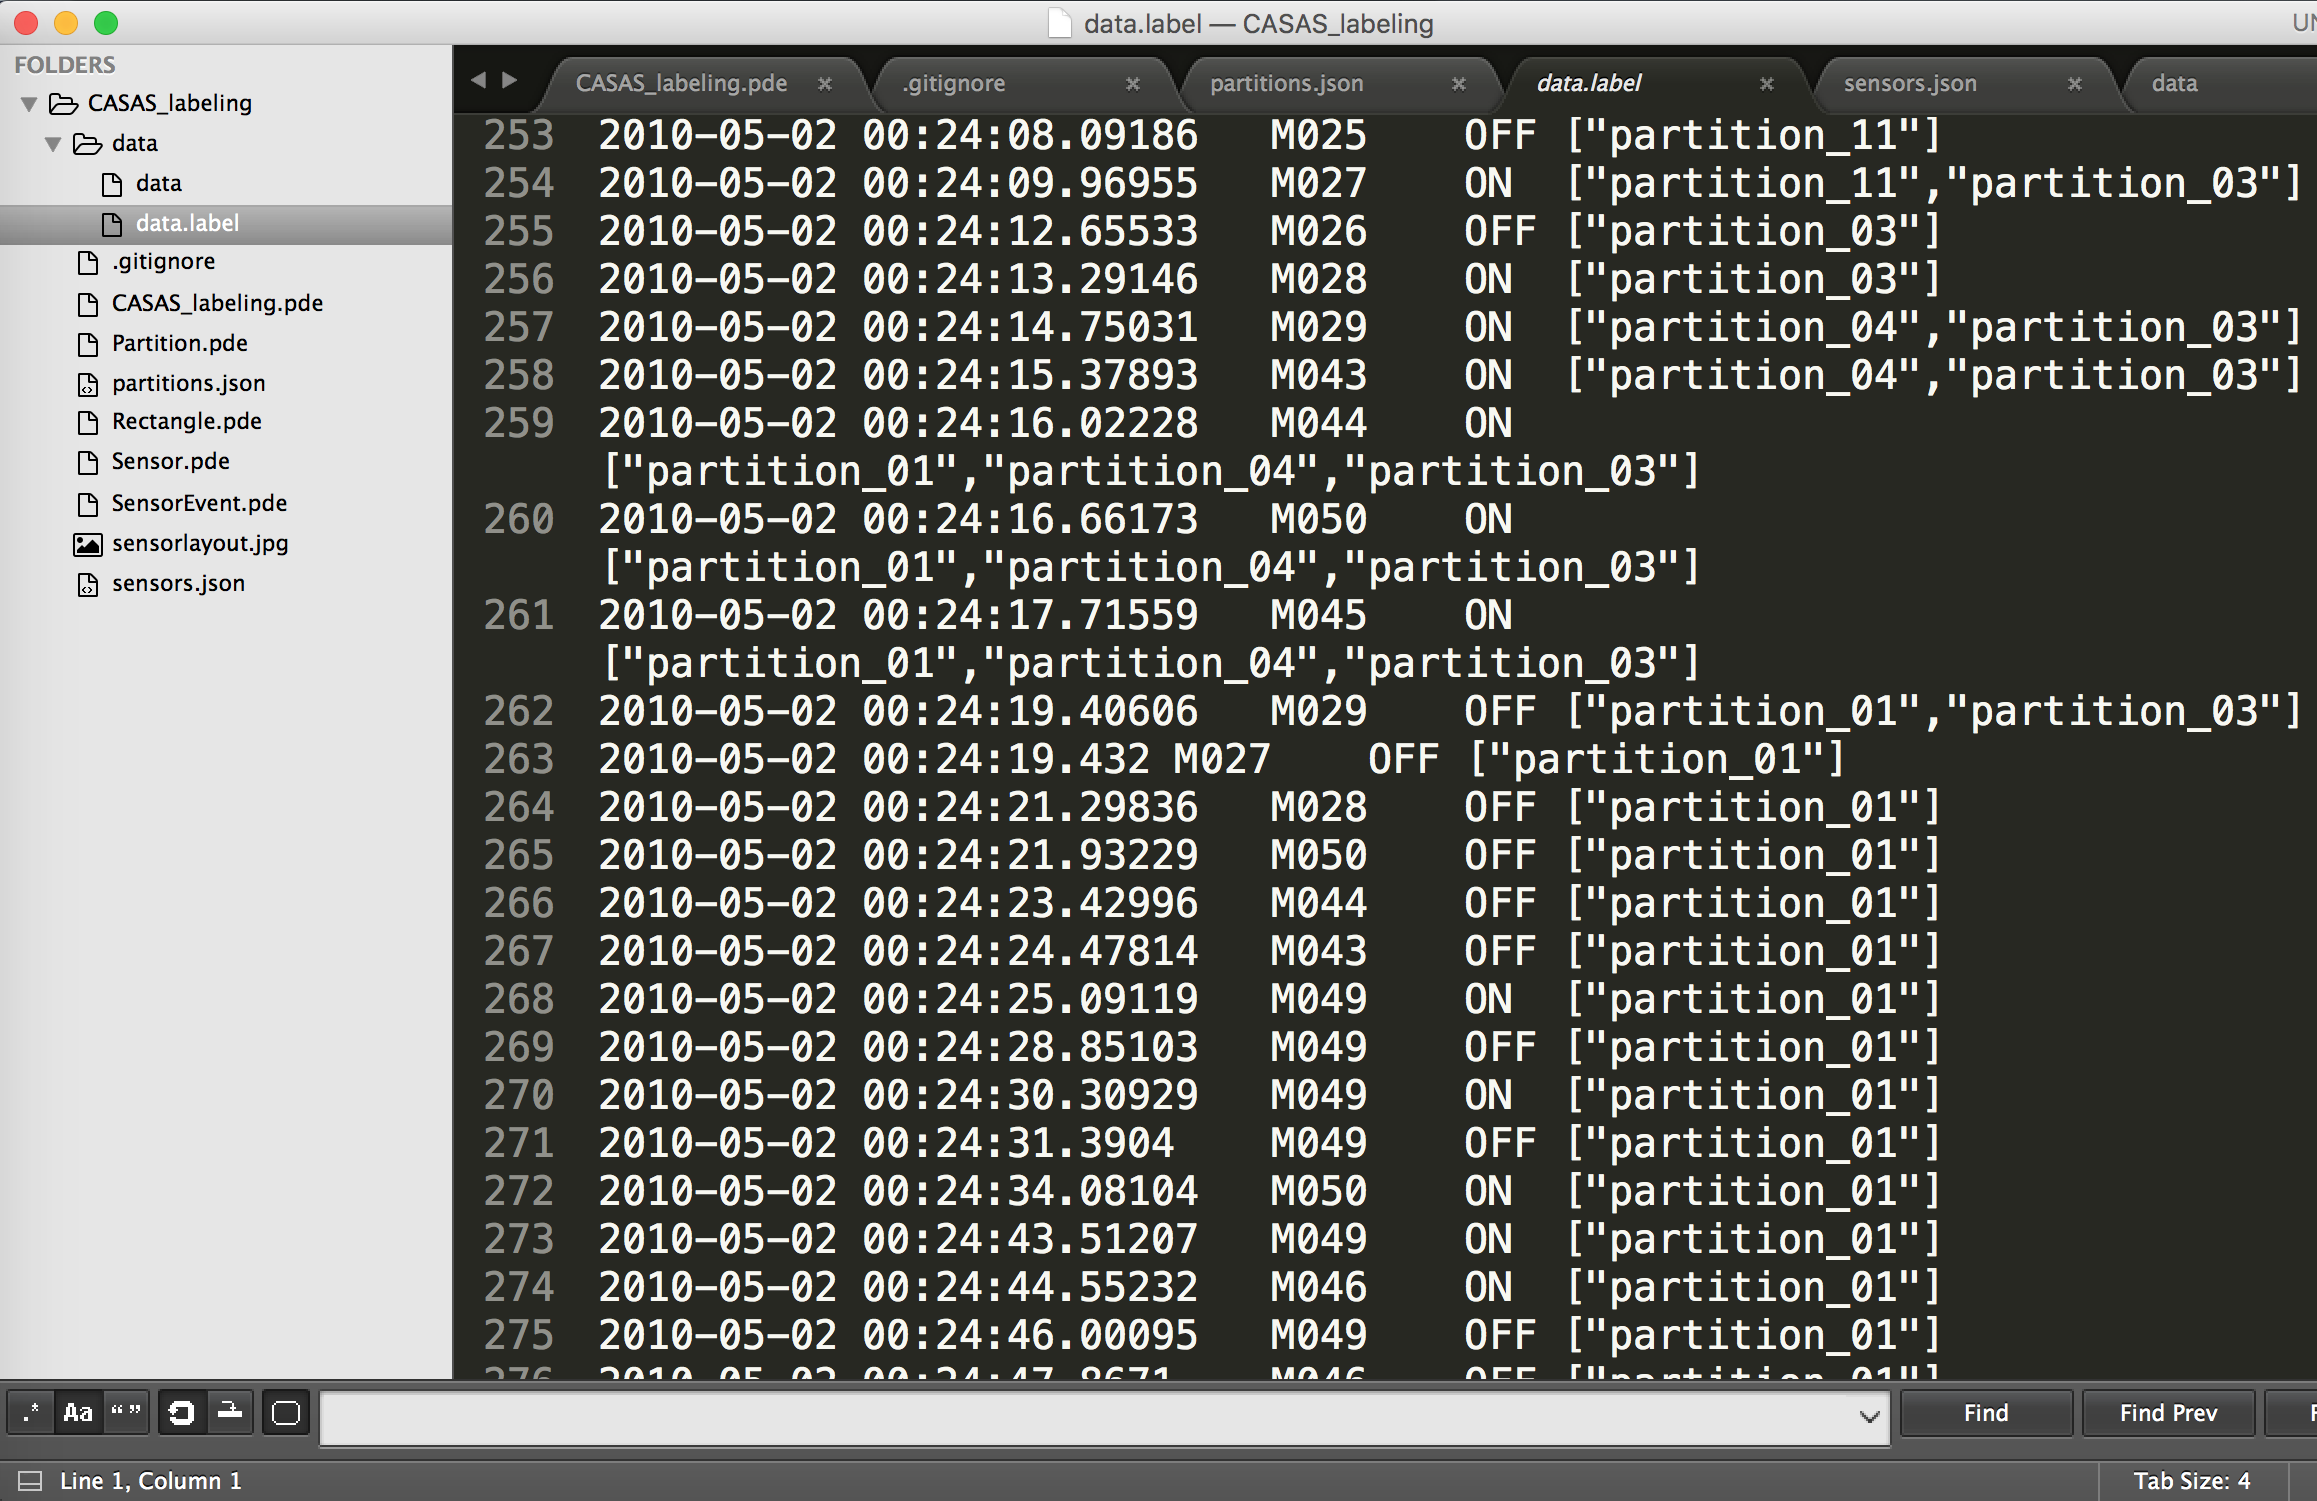 data.label — CASAS_labeling
UN
FOLDERS
CASAS_labeling
data
data
data.label
.gitignore
CASAS_labeling.pde
Partition.pde
partitions.json
Rectangle.pde
Sensor.pde
SensorEvent.pde
sensorlayout.jpg
sensors.json
CASAS_labeling.pde .gitignore partitions.json data.label sensors.json data
253 2010-05-02 00:24:08.09186 M025 OFF ["partition_11"]
254 2010-05-02 00:24:09.96955 M027 ON ["partition_11","partition_03"]
255 2010-05-02 00:24:12.65533 M026 OFF ["partition_03"]
256 2010-05-02 00:24:13.29146 M028 ON ["partition_03"]
257 2010-05-02 00:24:14.75031 M029 ON ["partition_04","partition_03"]
258 2010-05-02 00:24:15.37893 M043 ON ["partition_04","partition_03"]
259 2010-05-02 00:24:16.02228 M044 ON
["partition_01","partition_04","partition_03"]
260 2010-05-02 00:24:16.66173 M050 ON
["partition_01","partition_04","partition_03"]
261 2010-05-02 00:24:17.71559 M045 ON
["partition_01","partition_04","partition_03"]
262 2010-05-02 00:24:19.40606 M029 OFF ["partition_01","partition_03"]
263 2010-05-02 00:24:19.432 M027 OFF ["partition_01"]
264 2010-05-02 00:24:21.29836 M028 OFF ["partition_01"]
265 2010-05-02 00:24:21.93229 M050 OFF ["partition_01"]
266 2010-05-02 00:24:23.42996 M044 OFF ["partition_01"]
267 2010-05-02 00:24:24.47814 M043 OFF ["partition_01"]
268 2010-05-02 00:24:25.09119 M049 ON ["partition_01"]
269 2010-05-02 00:24:28.85103 M049 OFF ["partition_01"]
270 2010-05-02 00:24:30.30929 M049 ON ["partition_01"]
271 2010-05-02 00:24:31.3904 M049 OFF ["partition_01"]
272 2010-05-02 00:24:34.08104 M050 ON ["partition_01"]
273 2010-05-02 00:24:43.51207 M049 ON ["partition_01"]
274 2010-05-02 00:24:44.55232 M046 ON ["partition_01"]
275 2010-05-02 00:24:46.00095 M049 OFF ["partition_01"]
276 2010-05-02 00:24:47.8671 M046 OFF ["partition_01"]
.* Aa “ ” Find Find Prev
Line 1, Column 1
Tab Size: 4